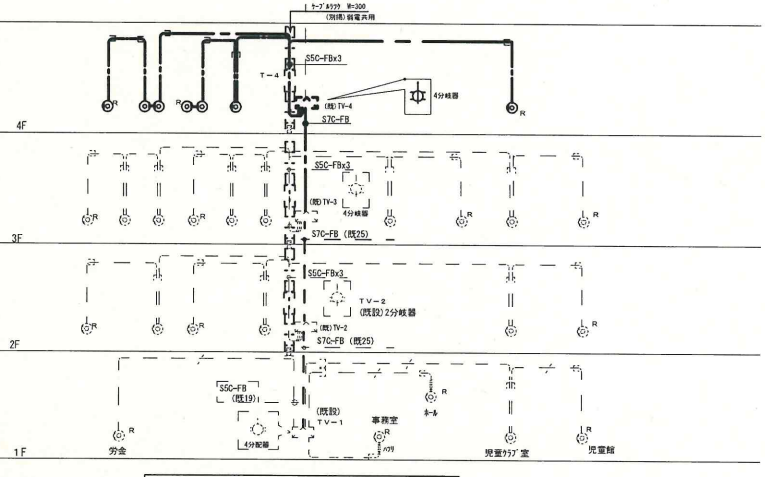 ケーブルラック W=300
(別掲)弱電共用
S5C-FBx3
T-4
(既)TV-4
4分岐器
R
R
R
S7C-FB
4F
S5C-FBx3
(既)TV-3
4分岐器
R
R
R
R
R
S7C-FB (既25)
3F
S5C-FBx3
TV-2
(既設)2分岐器
(既)TV-2
R
R
R
S7C-FB (既25)
2F
S5C-FB
(既19)
(既設)
TV-1
4分配器
事務室
ホール
R
R
R
R
労金
児童クラブ室
児童館
1F